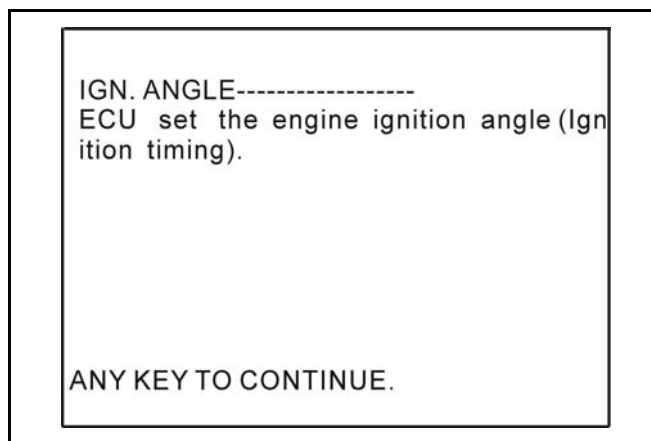 IGN. ANGLE------------------
ECU set the engine ignition angle (Ign
ition timing).
ANY KEY TO CONTINUE.